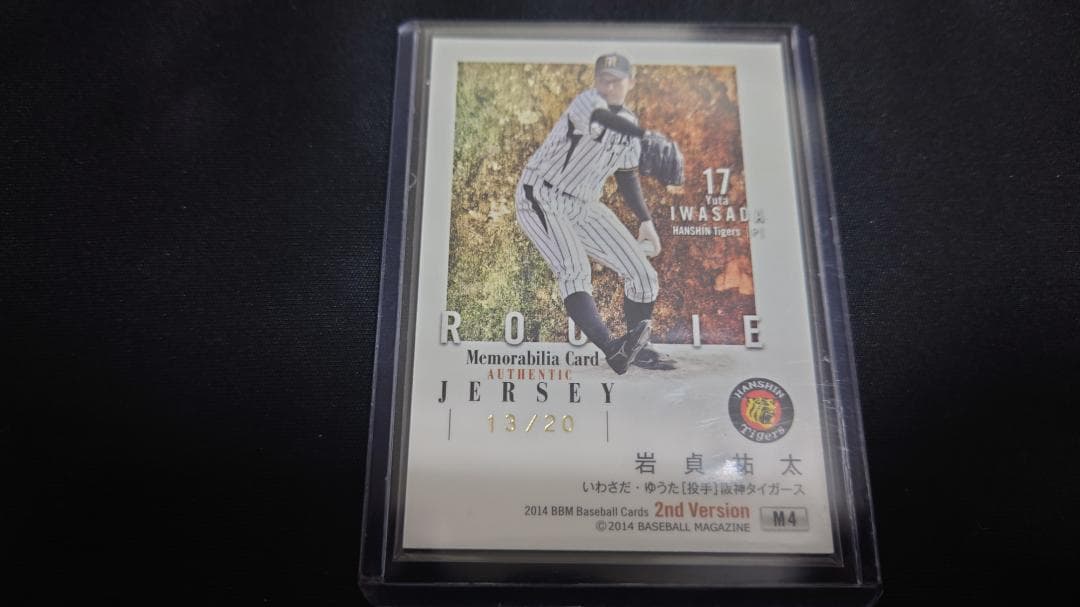 17
Yuta
IWASADA
HANSHIN Tigers [P]
ROOKIE
Memorabilia Card
AUTHENTIC
JERSEY
13/20
HANSHIN
Tigers
岩貞祐太
いわさだ・ゆうた[投手]阪神タイガース
2014 BBM Baseball Cards 2nd Version
©2014 BASEBALL MAGAZINE
M4